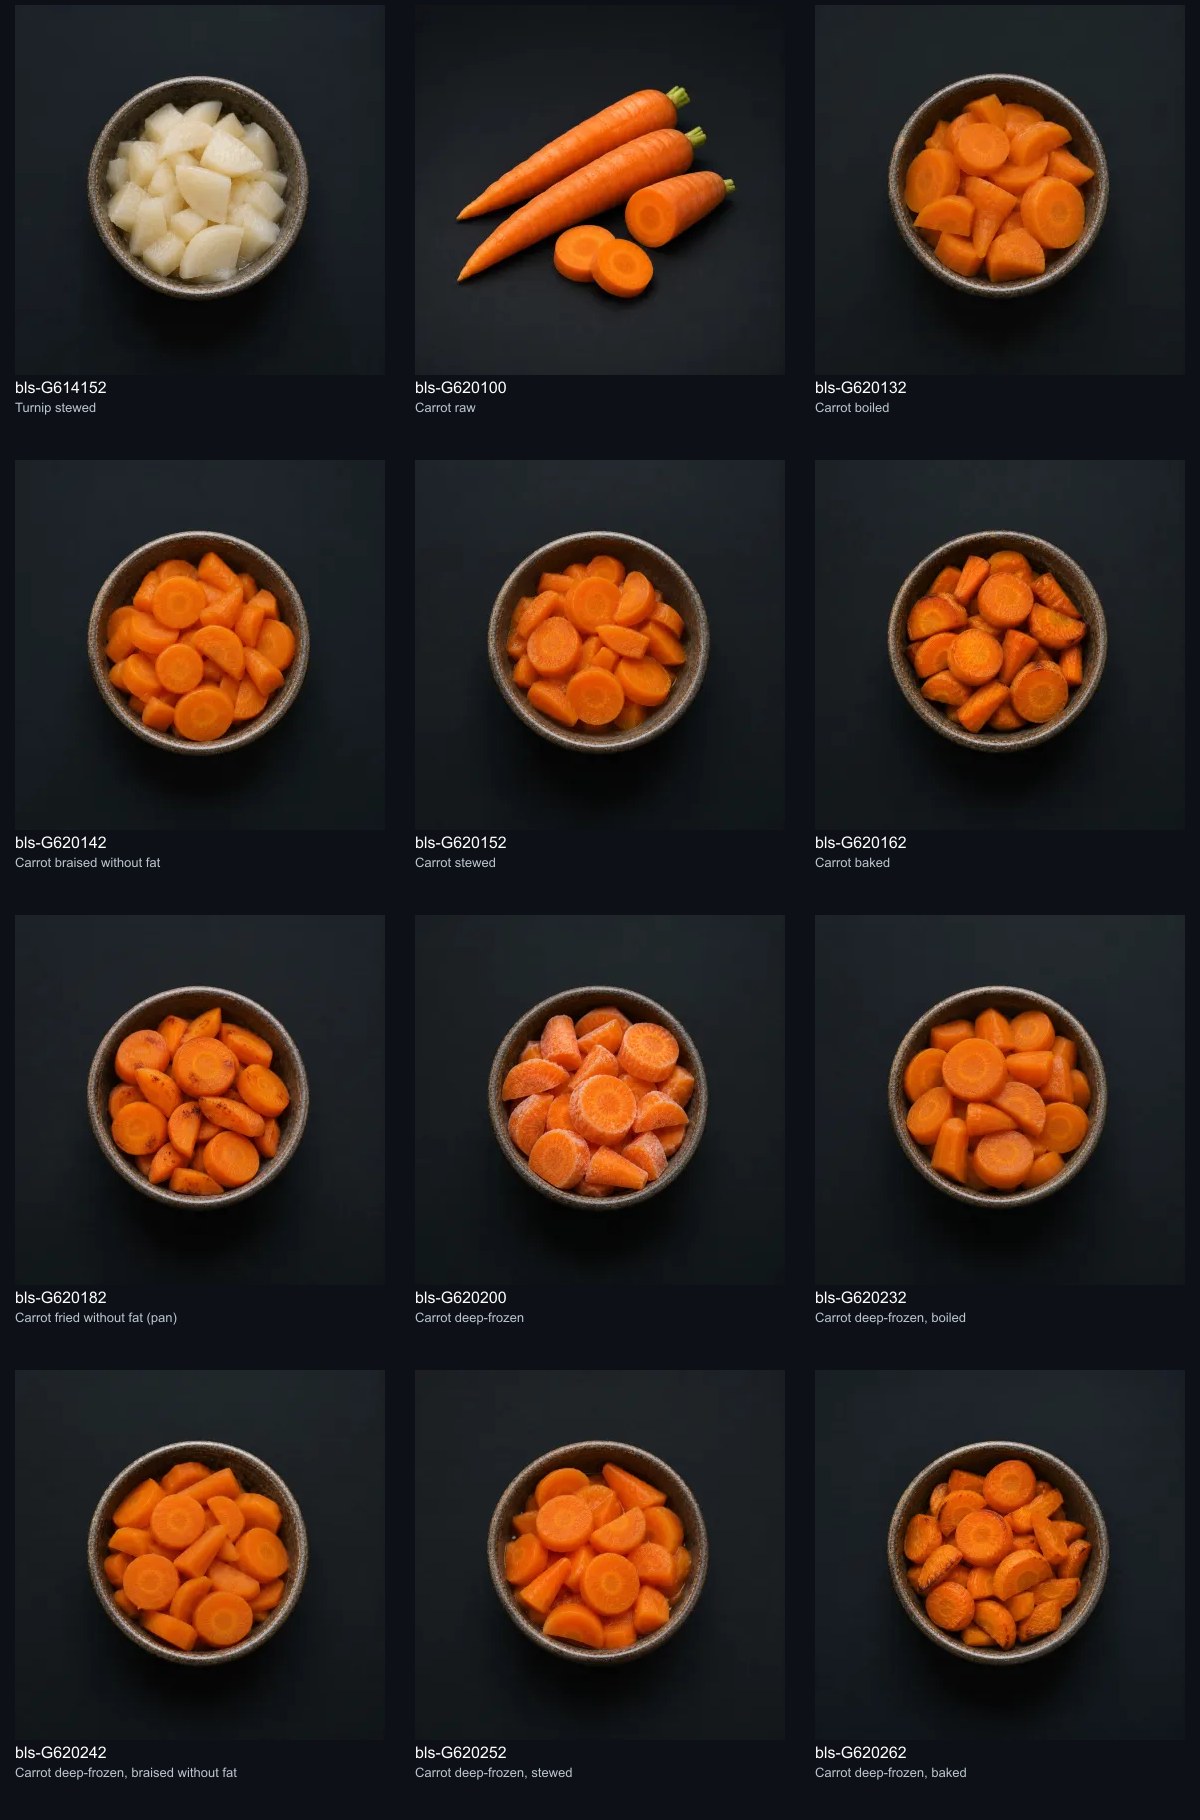 bls-G614152
Turnip stewed
bls-G620100
Carrot raw
bls-G620132
Carrot boiled
bls-G620142
Carrot braised without fat
bls-G620152
Carrot stewed
bls-G620162
Carrot baked
bls-G620182
Carrot fried without fat (pan)
bls-G620200
Carrot deep-frozen
bls-G620232
Carrot deep-frozen, boiled
bls-G620242
Carrot deep-frozen, braised without fat
bls-G620252
Carrot deep-frozen, stewed
bls-G620262
Carrot deep-frozen, baked